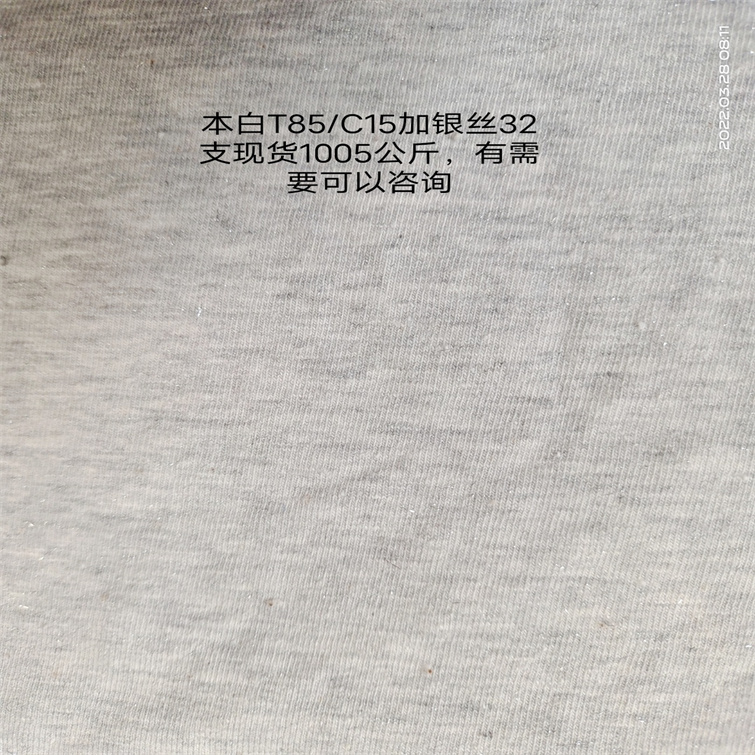 本白T85/C15加银丝32
支现货1005公斤，有需
要可以咨询
2022.03.28 08:11